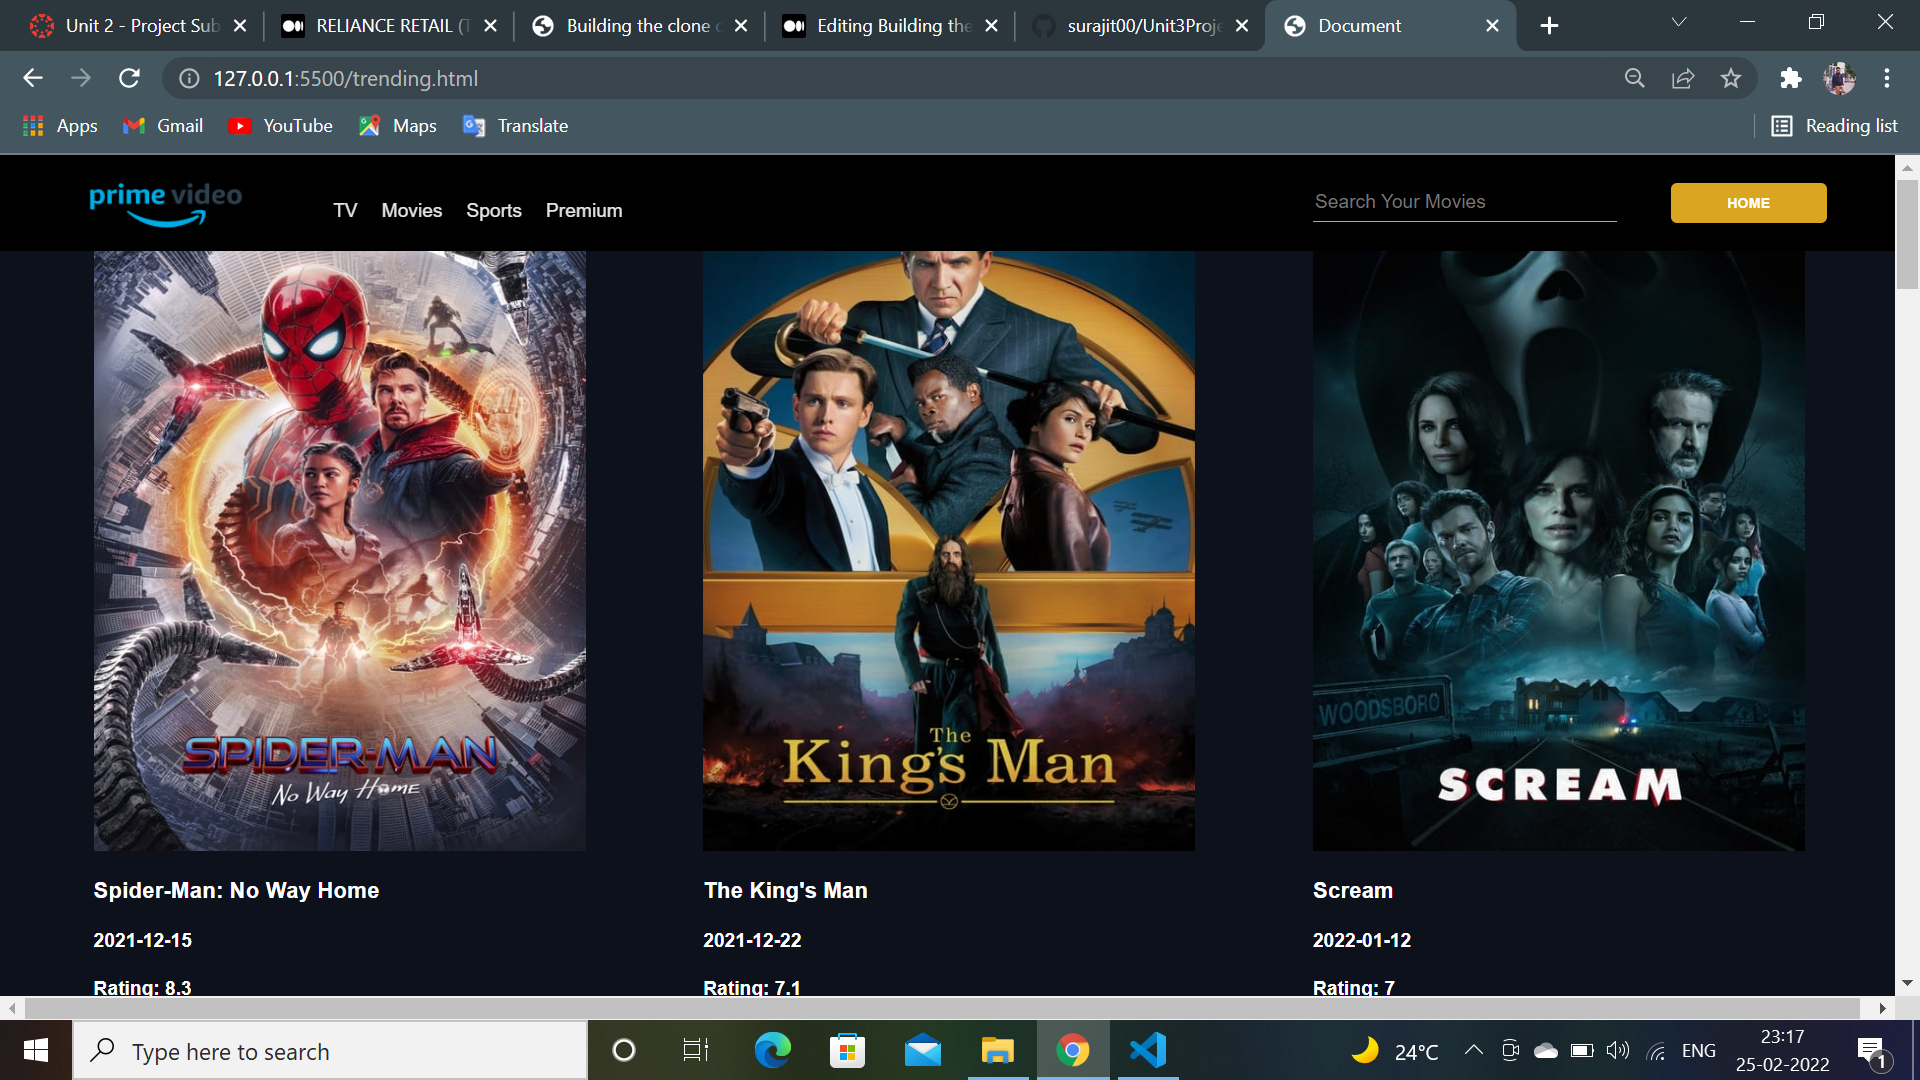 Unit 2 - Project Sub
RELIANCE RETAIL (T
Building the clone o
Editing Building the
surajit00/Unit3Proje
Document
127.0.0.1:5500/trending.html
Apps
Gmail
YouTube
Maps
Translate
Reading list
prime video
TV
Movies
Sports
Premium
Search Your Movies
HOME
SPIDER-MAN
No Way Home
The
King's Man
WOODSBORO
SCREAM
Spider-Man: No Way Home
The King's Man
Scream
2021-12-15
2021-12-22
2022-01-12
Rating: 8.3
Rating: 7.1
Rating: 7
Type here to search
24°C
ENG
23:17
25-02-2022
1